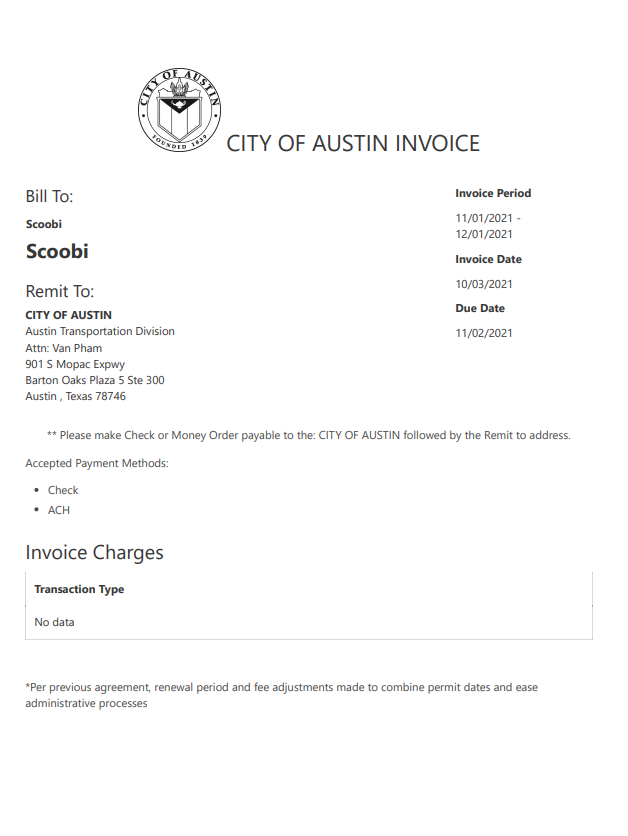 CITY OF AUSTIN
FOUNDED 1839
CITY OF AUSTIN INVOICE
Bill To:
Scoobi
Scoobi
Remit To:
CITY OF AUSTIN
Austin Transportation Division
Attn: Van Pham
901 S Mopac Expwy
Barton Oaks Plaza 5 Ste 300
Austin , Texas 78746
Invoice Period
11/01/2021 -
12/01/2021
Invoice Date
10/03/2021
Due Date
11/02/2021
** Please make Check or Money Order payable to the: CITY OF AUSTIN followed by the Remit to address.
Accepted Payment Methods:
• Check
• ACH
Invoice Charges
Transaction Type
No data
*Per previous agreement, renewal period and fee adjustments made to combine permit dates and ease
administrative processes